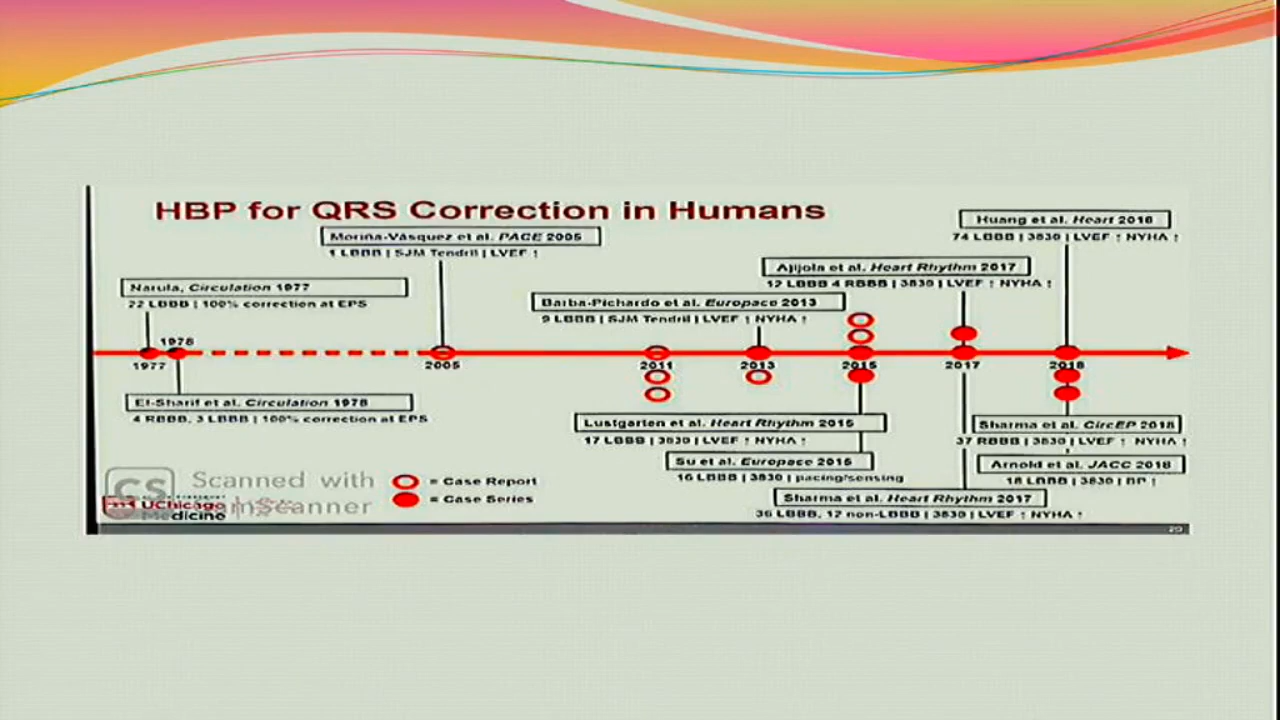 HBP for QRS Correction in Humans
Huang et al. Heart 2018
74 LBBB | 3830 | LVEF ↑ NYHA ↑
Morina-Vásquez et al. PACE 2005
1 LBBB | SJM Tendril | LVEF ↑
Ajijola et al. Heart Rhythm 2017
12 LBBB 4 RBBB | 3830 | LVEF ↑ NYHA ↑
Narula, Circulation 1977
22 LBBB | 100% correction at EPS
Barba-Pichardo et al. Europace 2013
9 LBBB | SJM Tendril | LVEF ↑ NYHA ↑
1978
1977
2005
2011
2013
2015
2017
2018
El-Sharif et al. Circulation 1978
4 RBBB, 3 LBBB | 100% correction at EPS
Lustgarten et al. Heart Rhythm 2015
17 LBBB | 3830 | LVEF ↑ NYHA ↑
Sharma et al. CircEP 2018
37 RBBB | 3830 | LVEF ↑ NYHA ↑
Su et al. Europace 2015
16 LBBB | 3830 | pacing/sensing
Arnold et al. JACC 2018
18 LBBB | 3830 | BP ↑
Sharma et al. Heart Rhythm 2017
36 LBBB, 12 non-LBBB | 3830 | LVEF ↑ NYHA ↑
= Case Report
= Case Series
CS
Scanned with
mScanner
UChicago
Medicine
20